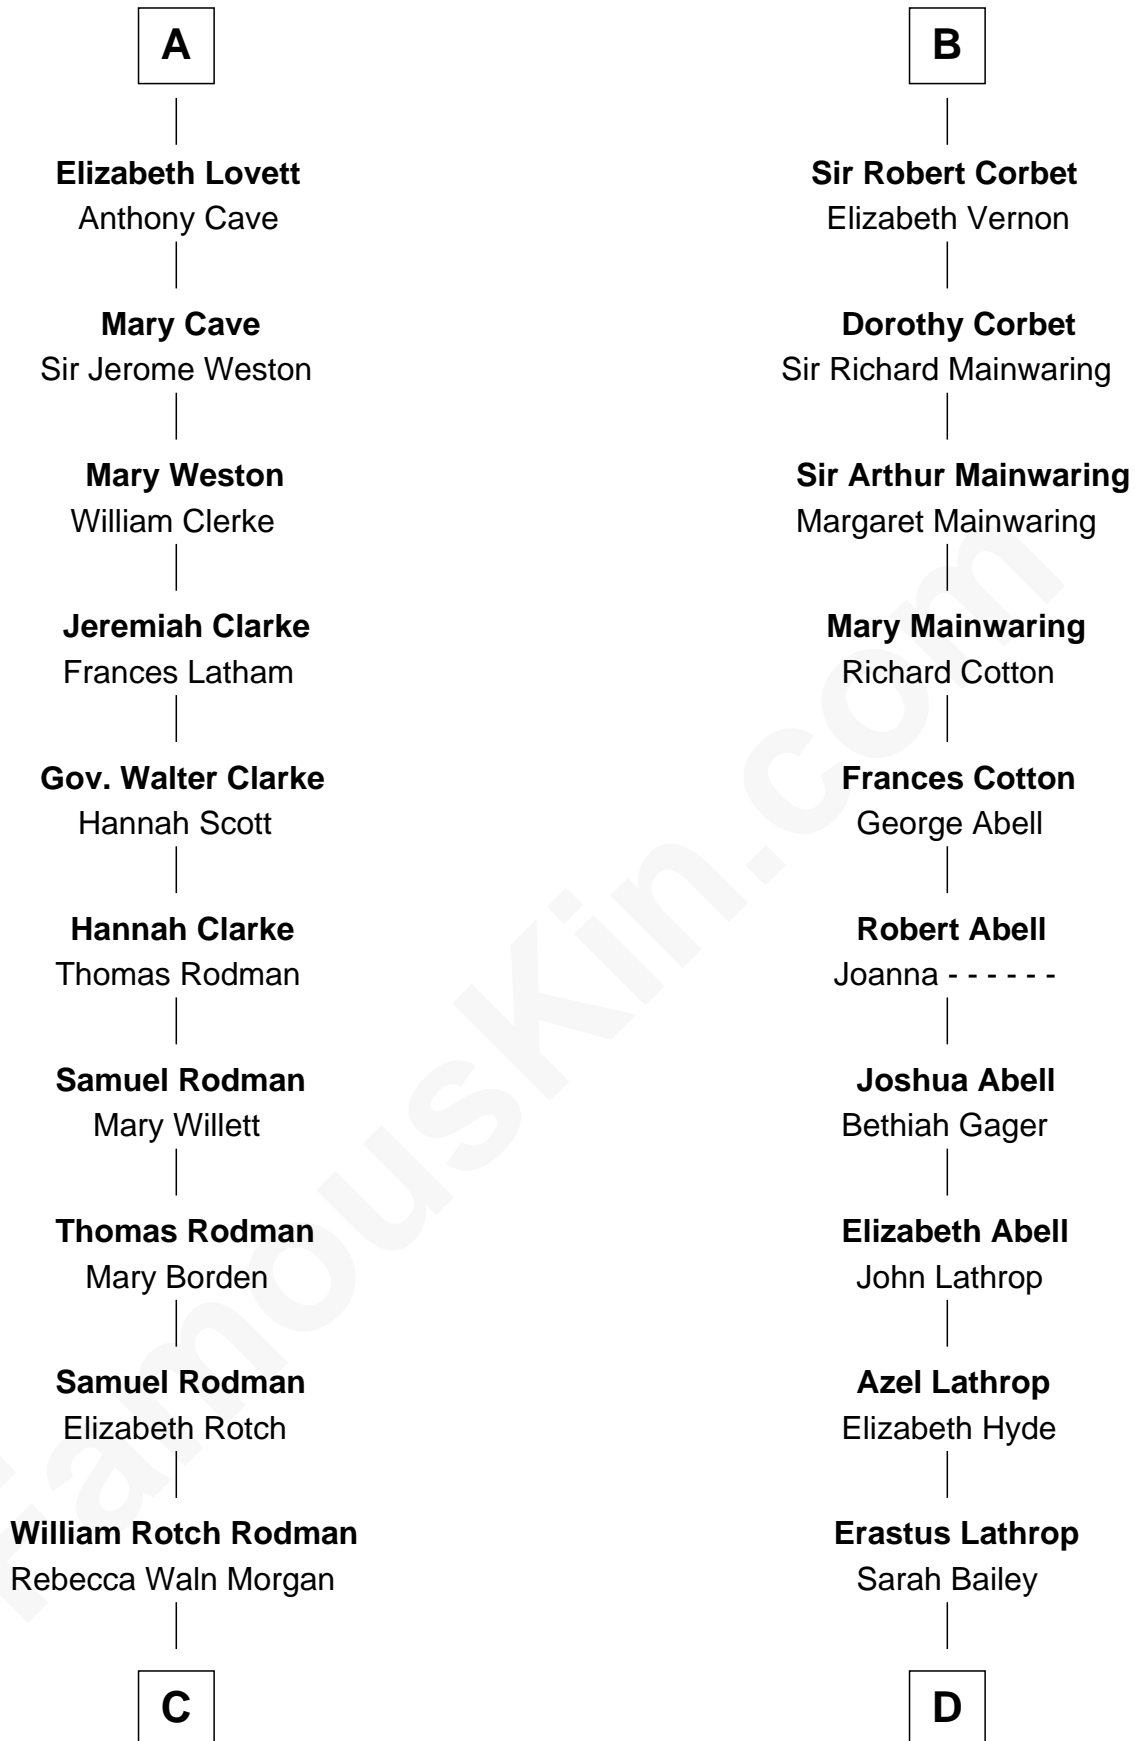 A
Elizabeth Lovett
Anthony Cave
Mary Cave
Sir Jerome Weston
Mary Weston
William Clerke
Jeremiah Clarke
Frances Latham
Gov. Walter Clarke
Hannah Scott
Hannah Clarke
Thomas Rodman
Samuel Rodman
Mary Willett
Thomas Rodman
Mary Borden
Samuel Rodman
Elizabeth Rotch
William Rotch Rodman
Rebecca Waln Morgan
C
B
Sir Robert Corbet
Elizabeth Vernon
Dorothy Corbet
Sir Richard Mainwaring
Sir Arthur Mainwaring
Margaret Mainwaring
Mary Mainwaring
Richard Cotton
Frances Cotton
George Abell
Robert Abell
Joanna - - - - - -
Joshua Abell
Bethiah Gager
Elizabeth Abell
John Lathrop
Azel Lathrop
Elizabeth Hyde
Erastus Lathrop
Sarah Bailey
D
FamousKin.com